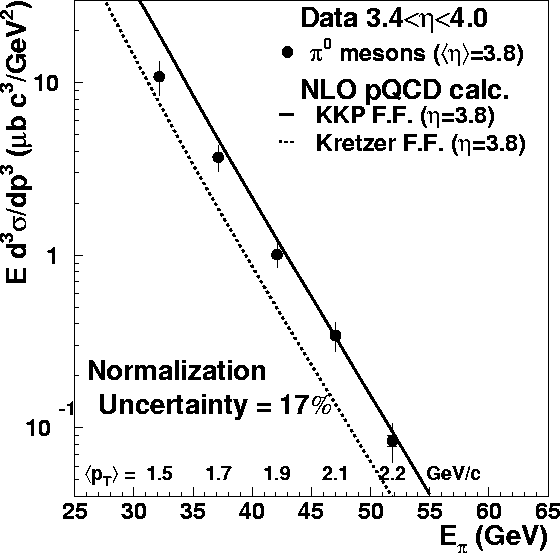 Data 3.4<η<4.0
π⁰ mesons (⟨η⟩=3.8)
NLO pQCD calc.
KKP F.F. (η=3.8)
Kretzer F.F. (η=3.8)
E d³σ/dp³ (μb c³/GeV²)
10
1
10⁻¹
Normalization
Uncertainty = 17%
⟨p_T⟩ = 1.5 1.7 1.9 2.1 2.2 GeV/c
25 30 35 40 45 50 55 60 65
E_π (GeV)